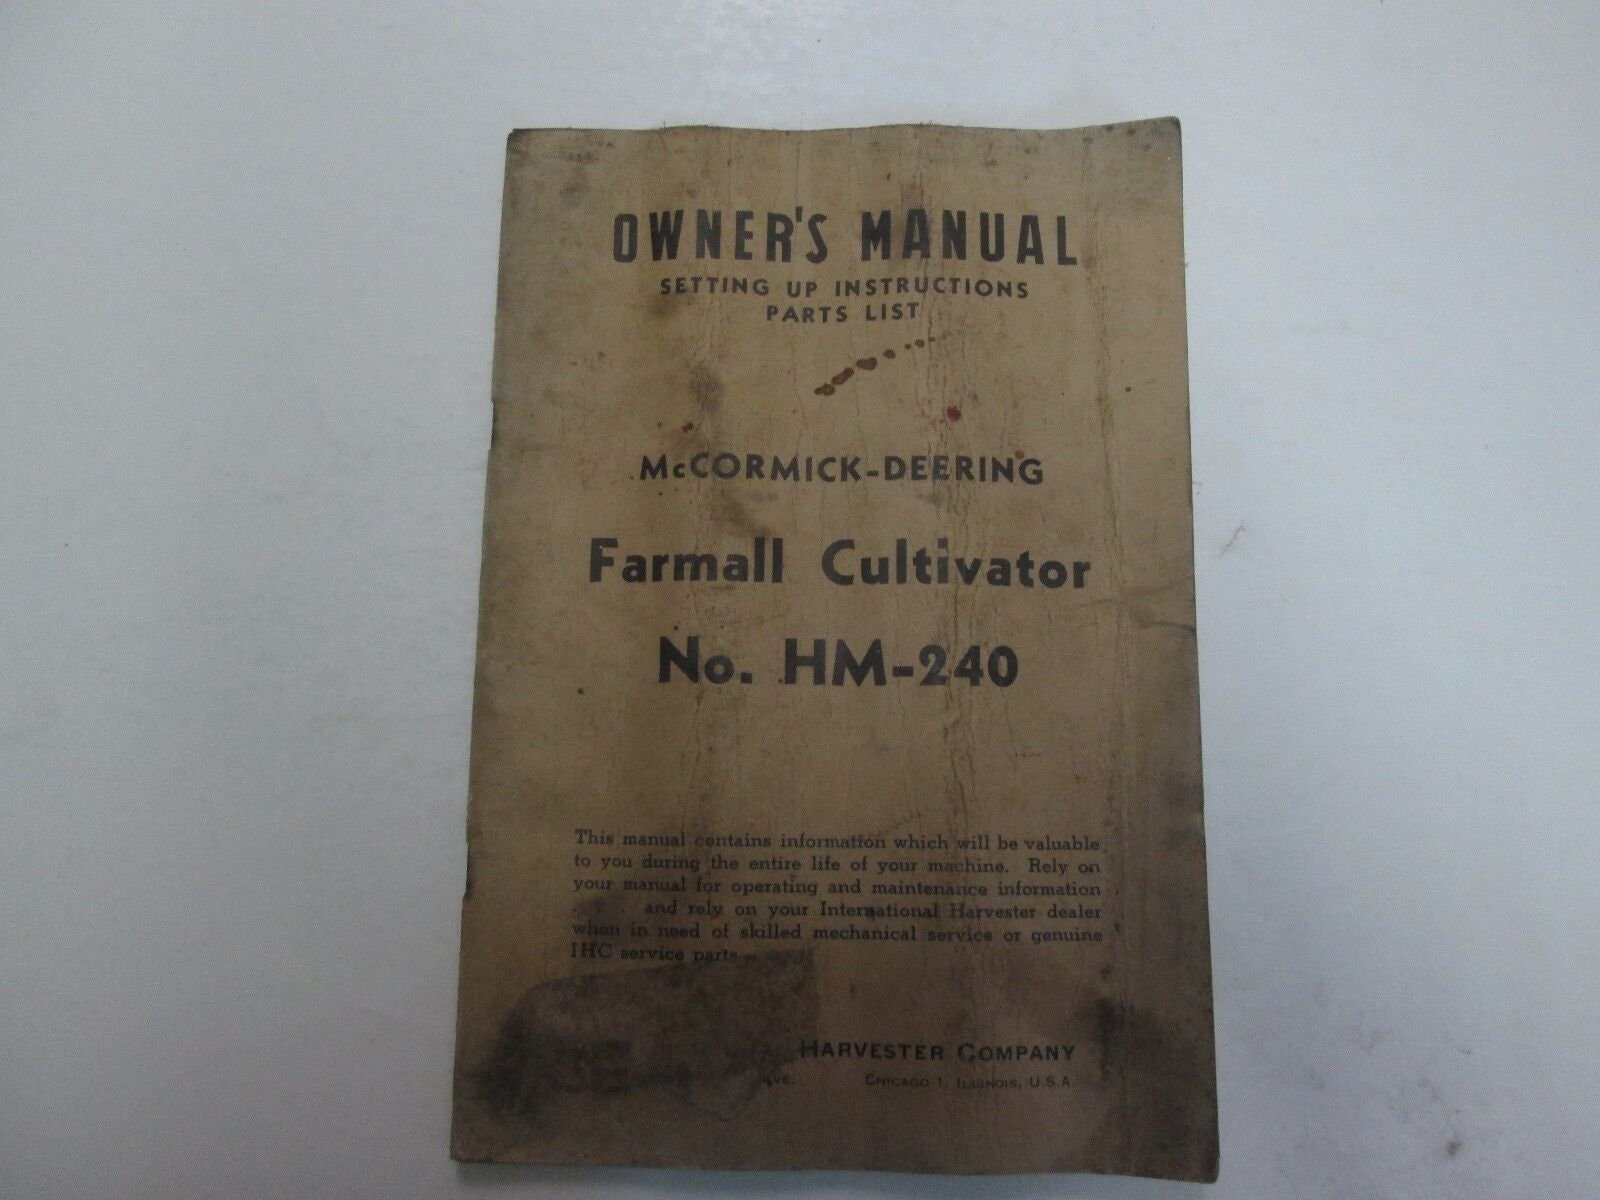 OWNER'S MANUAL
SETTING UP INSTRUCTIONS
PARTS LIST
McCORMICK-DEERING
Farmall Cultivator
No. HM-240
This manual contains information which will be valuable
to you during the entire life of your machine. Rely on
your manual for operating and maintenance information
. . . . and rely on your International Harvester dealer
when in need of skilled mechanical service or genuine
IHC service parts
HARVESTER COMPANY
AVE. CHICAGO 1, ILLINOIS, U.S.A.